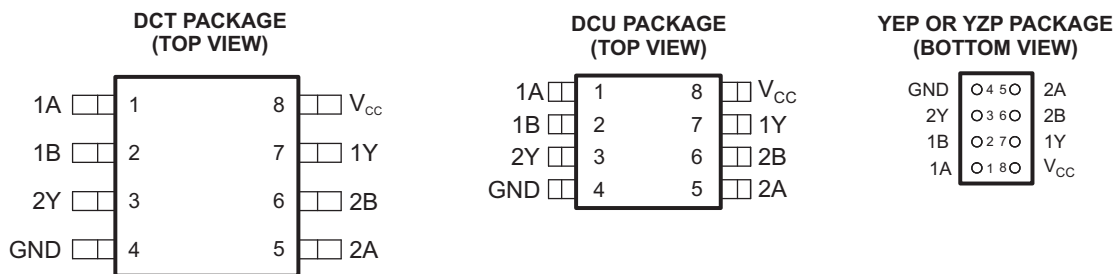 DCT PACKAGE
(TOP VIEW)
1A 1 8 VCC
1B 2 7 1Y
2Y 3 6 2B
GND 4 5 2A
DCU PACKAGE
(TOP VIEW)
1A 1 8 VCC
1B 2 7 1Y
2Y 3 6 2B
GND 4 5 2A
YEP OR YZP PACKAGE
(BOTTOM VIEW)
GND 4 5 2A
2Y 3 6 2B
1B 2 7 1Y
1A 1 8 VCC